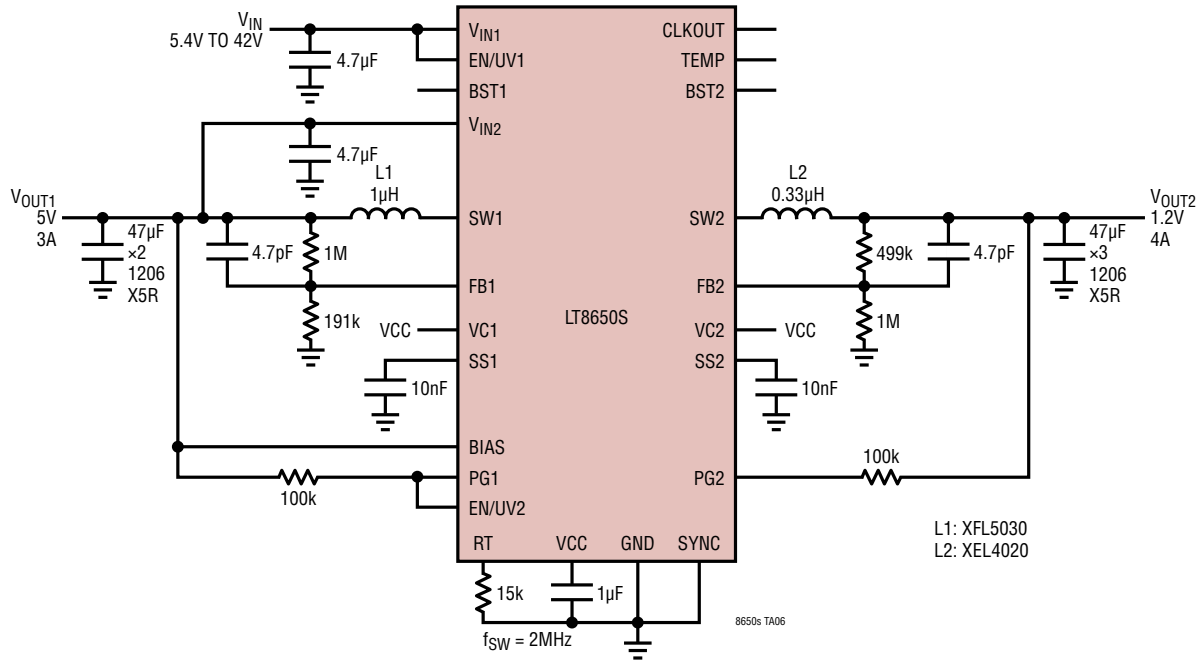 VIN
5.4V TO 42V
4.7µF
VIN1
EN/UV1
BST1
VIN2
CLKOUT
TEMP
BST2
4.7µF
L1
1µH
VOUT1
5V
3A
47µF
×2
1206
X5R
4.7pF
1M
191k
SW1
FB1
VCC
VC1
SS1
10nF
LT8650S
L2
0.33µH
SW2
FB2
VC2
VCC
SS2
10nF
499k
4.7pF
1M
47µF
×3
1206
X5R
VOUT2
1.2V
4A
BIAS
PG1
EN/UV2
100k
PG2
100k
RT
VCC
GND
SYNC
15k
1µF
fSW = 2MHz
L1: XFL5030
L2: XEL4020
8650s TA06